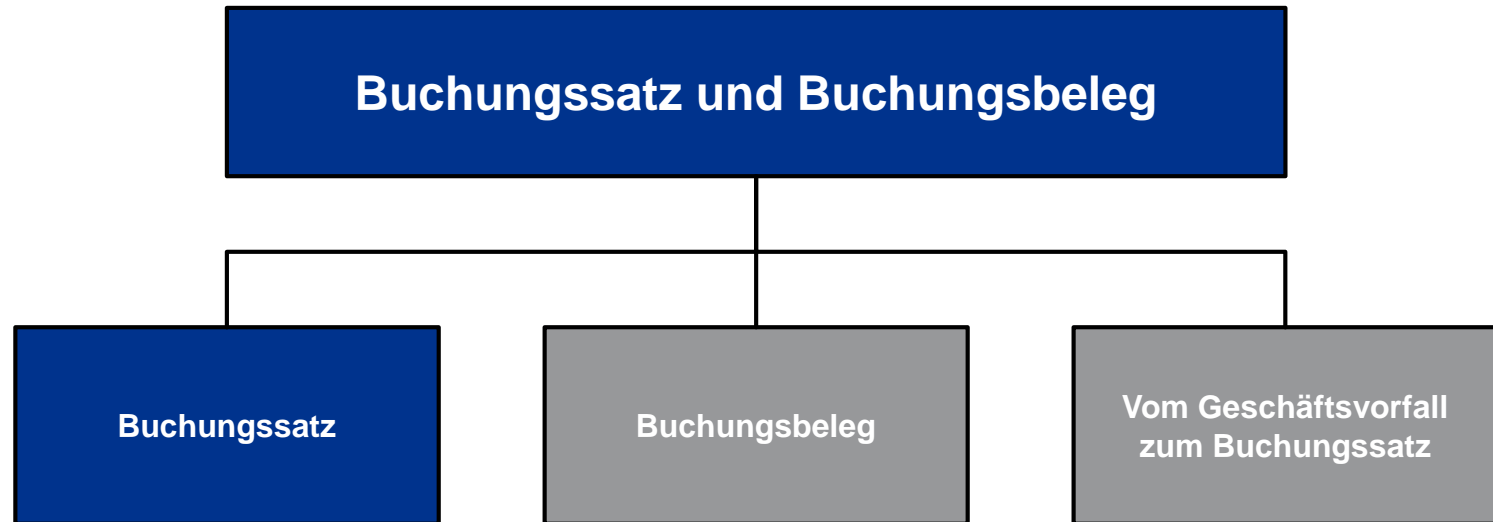 Buchungssatz und Buchungsbeleg
Buchungssatz
Buchungsbeleg
Vom Geschäftsvorfall
zum Buchungssatz